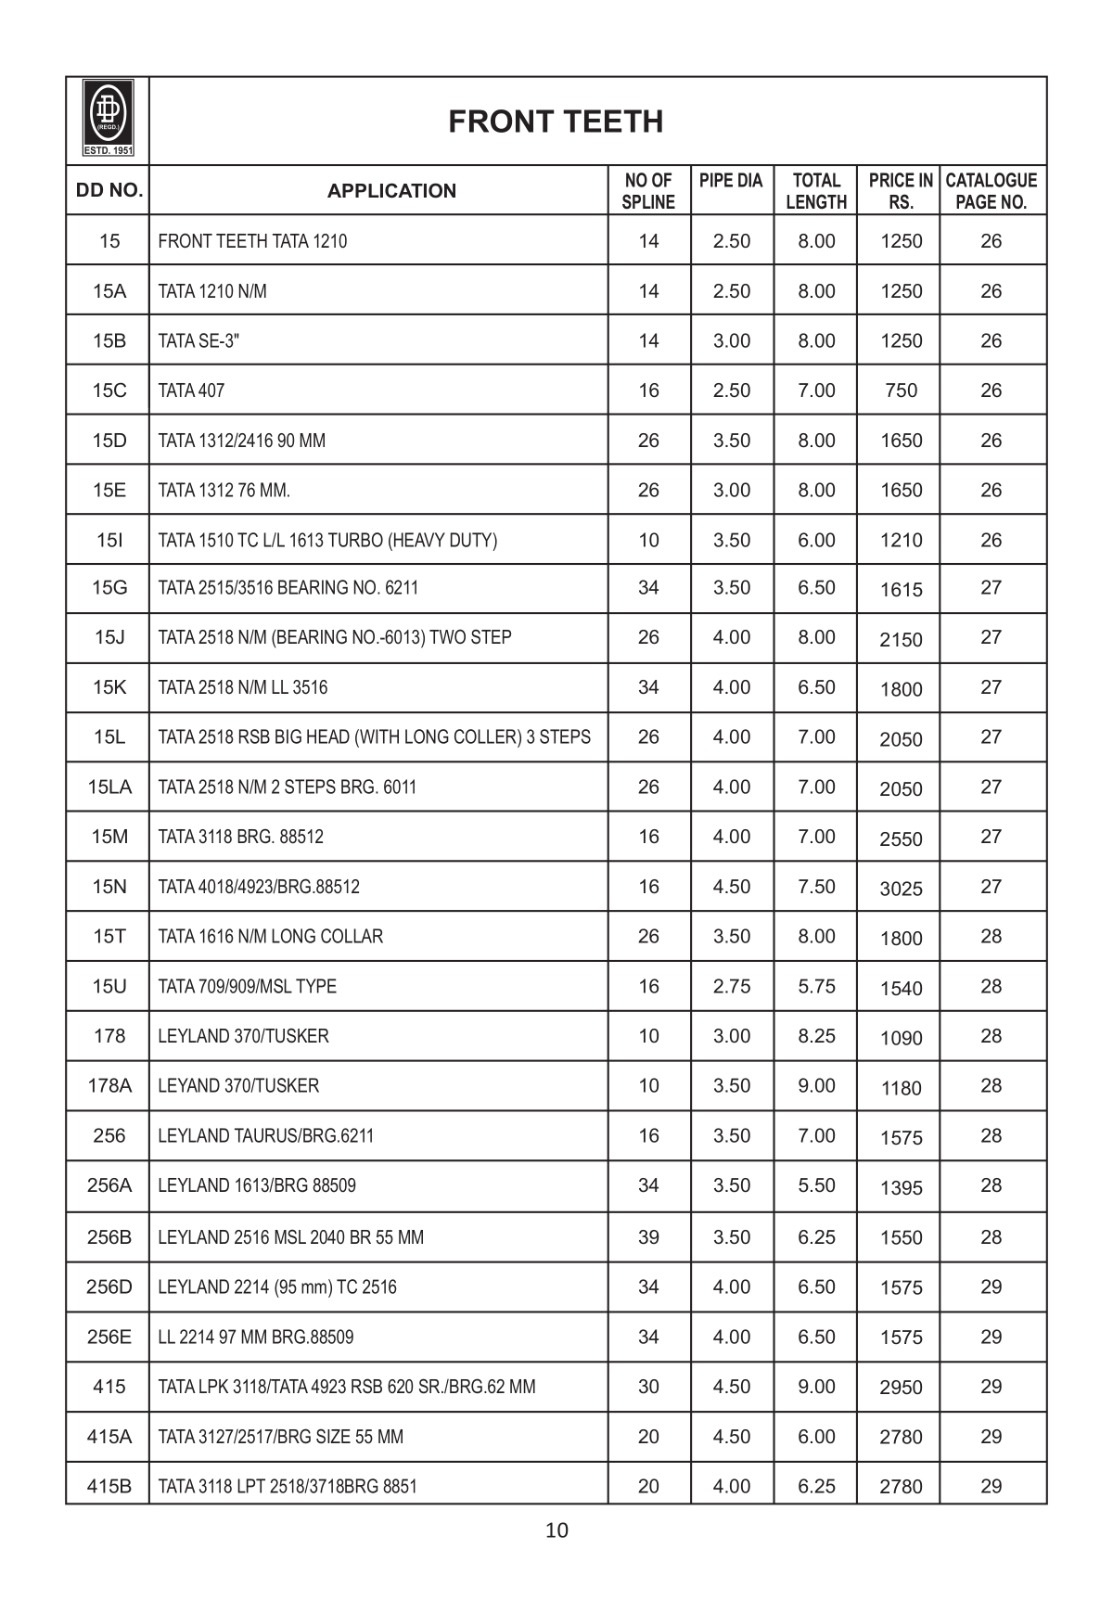 DD
(REGD.)
ESTD. 1951
FRONT TEETH
DD NO. APPLICATION NO OF SPLINE PIPE DIA TOTAL LENGTH PRICE IN RS. CATALOGUE PAGE NO.
15 FRONT TEETH TATA 1210 14 2.50 8.00 1250 26
15A TATA 1210 N/M 14 2.50 8.00 1250 26
15B TATA SE-3" 14 3.00 8.00 1250 26
15C TATA 407 16 2.50 7.00 750 26
15D TATA 1312/2416 90 MM 26 3.50 8.00 1650 26
15E TATA 1312 76 MM. 26 3.00 8.00 1650 26
15I TATA 1510 TC L/L 1613 TURBO (HEAVY DUTY) 10 3.50 6.00 1210 26
15G TATA 2515/3516 BEARING NO. 6211 34 3.50 6.50 1615 27
15J TATA 2518 N/M (BEARING NO.-6013) TWO STEP 26 4.00 8.00 2150 27
15K TATA 2518 N/M LL 3516 34 4.00 6.50 1800 27
15L TATA 2518 RSB BIG HEAD (WITH LONG COLLER) 3 STEPS 26 4.00 7.00 2050 27
15LA TATA 2518 N/M 2 STEPS BRG. 6011 26 4.00 7.00 2050 27
15M TATA 3118 BRG. 88512 16 4.00 7.00 2550 27
15N TATA 4018/4923/BRG.88512 16 4.50 7.50 3025 27
15T TATA 1616 N/M LONG COLLAR 26 3.50 8.00 1800 28
15U TATA 709/909/MSL TYPE 16 2.75 5.75 1540 28
178 LEYLAND 370/TUSKER 10 3.00 8.25 1090 28
178A LEYAND 370/TUSKER 10 3.50 9.00 1180 28
256 LEYLAND TAURUS/BRG.6211 16 3.50 7.00 1575 28
256A LEYLAND 1613/BRG 88509 34 3.50 5.50 1395 28
256B LEYLAND 2516 MSL 2040 BR 55 MM 39 3.50 6.25 1550 28
256D LEYLAND 2214 (95 mm) TC 2516 34 4.00 6.50 1575 29
256E LL 2214 97 MM BRG.88509 34 4.00 6.50 1575 29
415 TATA LPK 3118/TATA 4923 RSB 620 SR./BRG.62 MM 30 4.50 9.00 2950 29
415A TATA 3127/2517/BRG SIZE 55 MM 20 4.50 6.00 2780 29
415B TATA 3118 LPT 2518/3718BRG 8851 20 4.00 6.25 2780 29
10